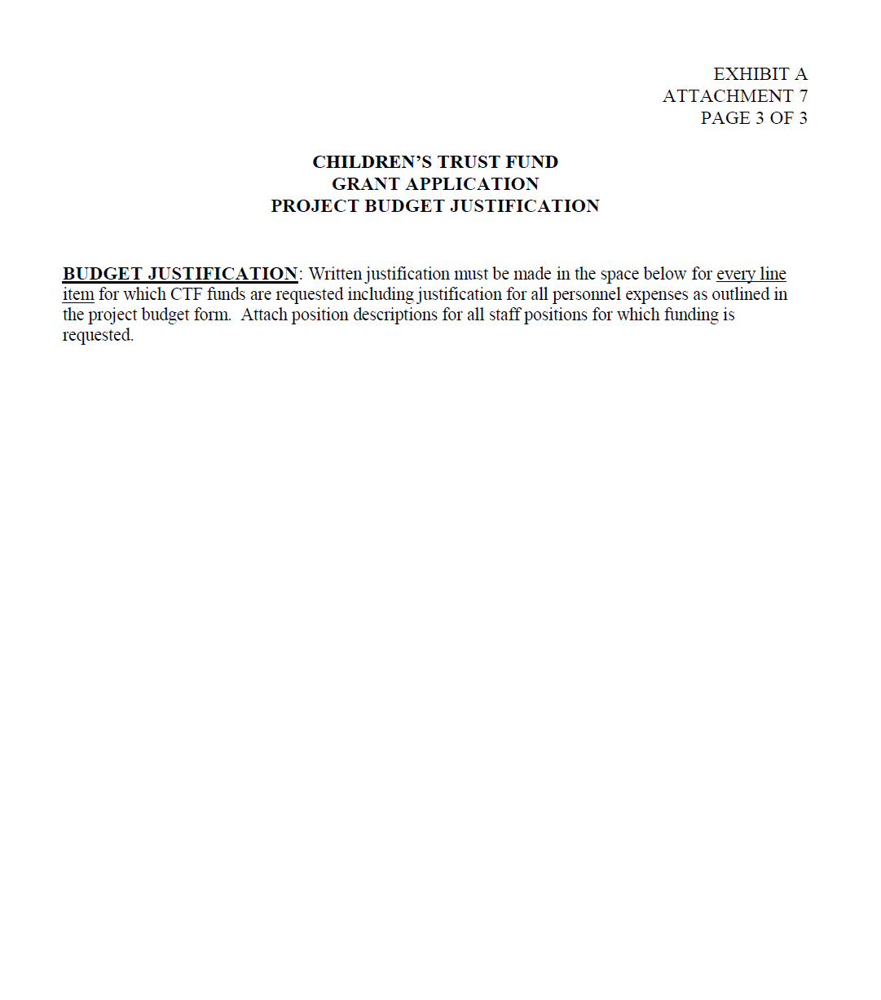 EXHIBIT A
ATTACHMENT 7
PAGE 3 OF 3
CHILDREN’S TRUST FUND
GRANT APPLICATION
PROJECT BUDGET JUSTIFICATION
BUDGET JUSTIFICATION: Written justification must be made in the space below for every line
item for which CTF funds are requested including justification for all personnel expenses as outlined in
the project budget form.  Attach position descriptions for all staff positions for which funding is
requested.